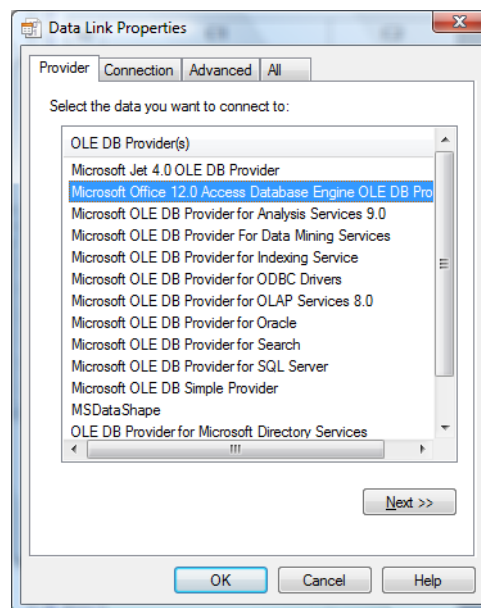 Data Link Properties
Provider Connection Advanced All
Select the data you want to connect to:
OLE DB Provider(s)
Microsoft Jet 4.0 OLE DB Provider
Microsoft Office 12.0 Access Database Engine OLE DB Pro
Microsoft OLE DB Provider for Analysis Services 9.0
Microsoft OLE DB Provider For Data Mining Services
Microsoft OLE DB Provider for Indexing Service
Microsoft OLE DB Provider for ODBC Drivers
Microsoft OLE DB Provider for OLAP Services 8.0
Microsoft OLE DB Provider for Oracle
Microsoft OLE DB Provider for Search
Microsoft OLE DB Provider for SQL Server
Microsoft OLE DB Simple Provider
MSDataShape
OLE DB Provider for Microsoft Directory Services
Next >>
OK Cancel Help